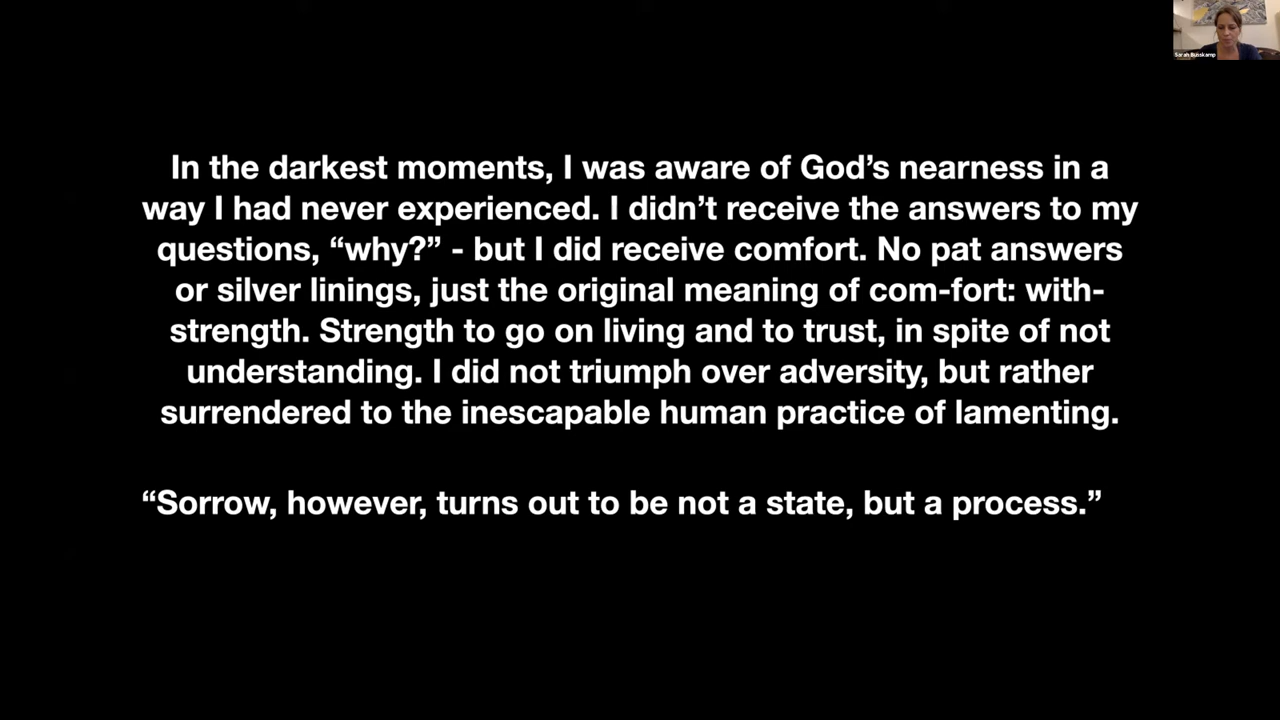 Sarah Busskamp
In the darkest moments, I was aware of God’s nearness in a
way I had never experienced. I didn’t receive the answers to my
questions, “why?” - but I did receive comfort. No pat answers
or silver linings, just the original meaning of com-fort: with-
strength. Strength to go on living and to trust, in spite of not
understanding. I did not triumph over adversity, but rather
surrendered to the inescapable human practice of lamenting.
“Sorrow, however, turns out to be not a state, but a process.”